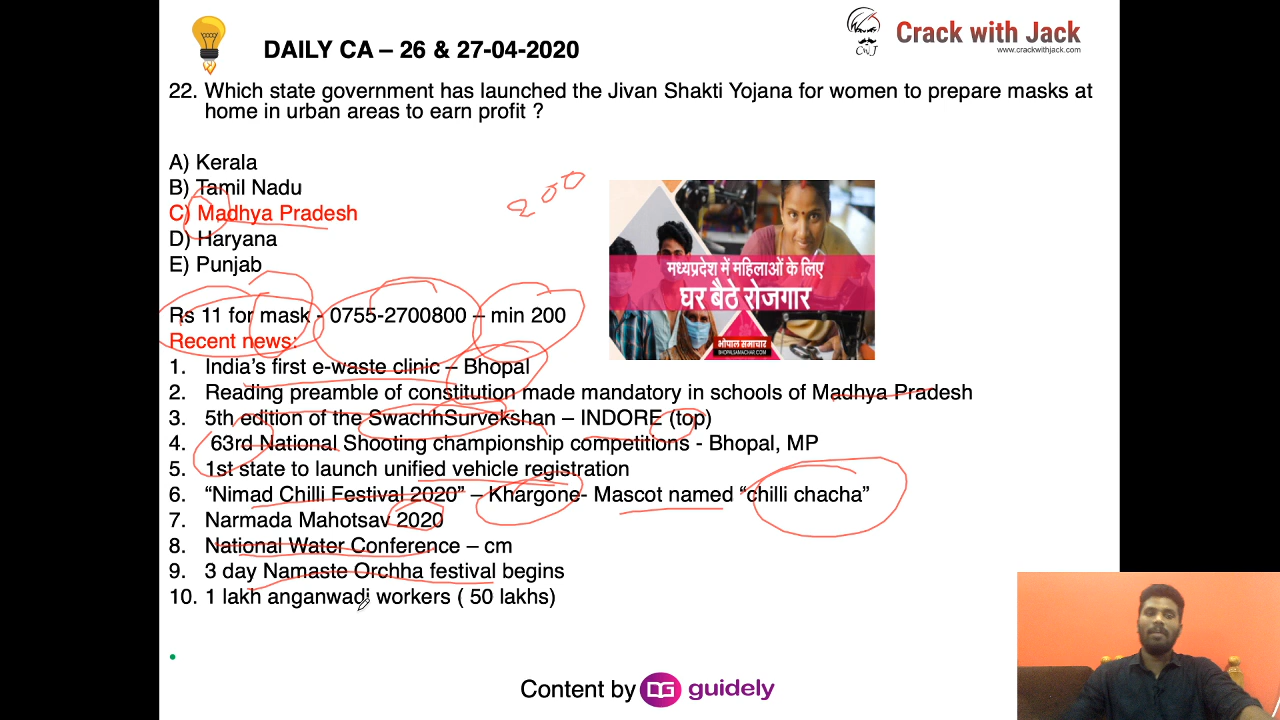 DAILY CA – 26 & 27-04-2020
CwJ
Crack with Jack
www.crackwithjack.com
22. Which state government has launched the Jivan Shakti Yojana for women to prepare masks at
home in urban areas to earn profit ?
A) Kerala
B) Tamil Nadu
C) Madhya Pradesh
D) Haryana
E) Punjab
200
मध्यप्रदेश में महिलाओं के लिए
घर बैठे रोजगार
भोपाल समाचार
BHOPALSAMACHAR.COM
Rs 11 for mask - 0755-2700800 – min 200
Recent news:
1. India's first e-waste clinic – Bhopal
2. Reading preamble of constitution made mandatory in schools of Madhya Pradesh
3. 5th edition of the SwachhSurvekshan – INDORE (top)
4. 63rd National Shooting championship competitions - Bhopal, MP
5. 1st state to launch unified vehicle registration
6. “Nimad Chilli Festival 2020” – Khargone- Mascot named “chilli chacha”
7. Narmada Mahotsav 2020
8. National Water Conference – cm
9. 3 day Namaste Orchha festival begins
10. 1 lakh anganwadi workers ( 50 lakhs)
Content by DG guidely